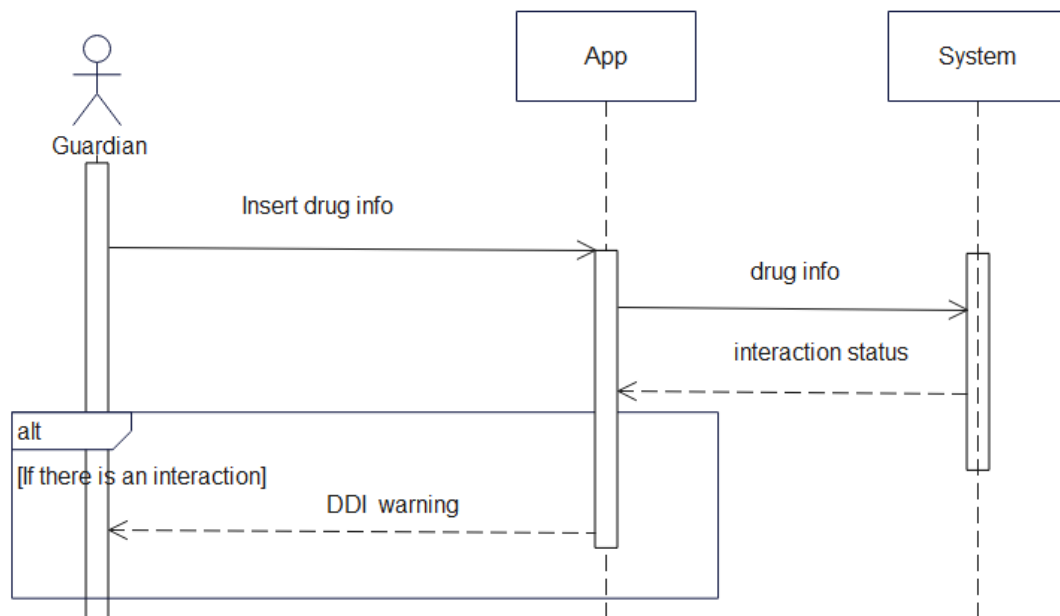 App
System
Guardian
Insert drug info
drug info
interaction status
alt
[If there is an interaction]
DDI warning